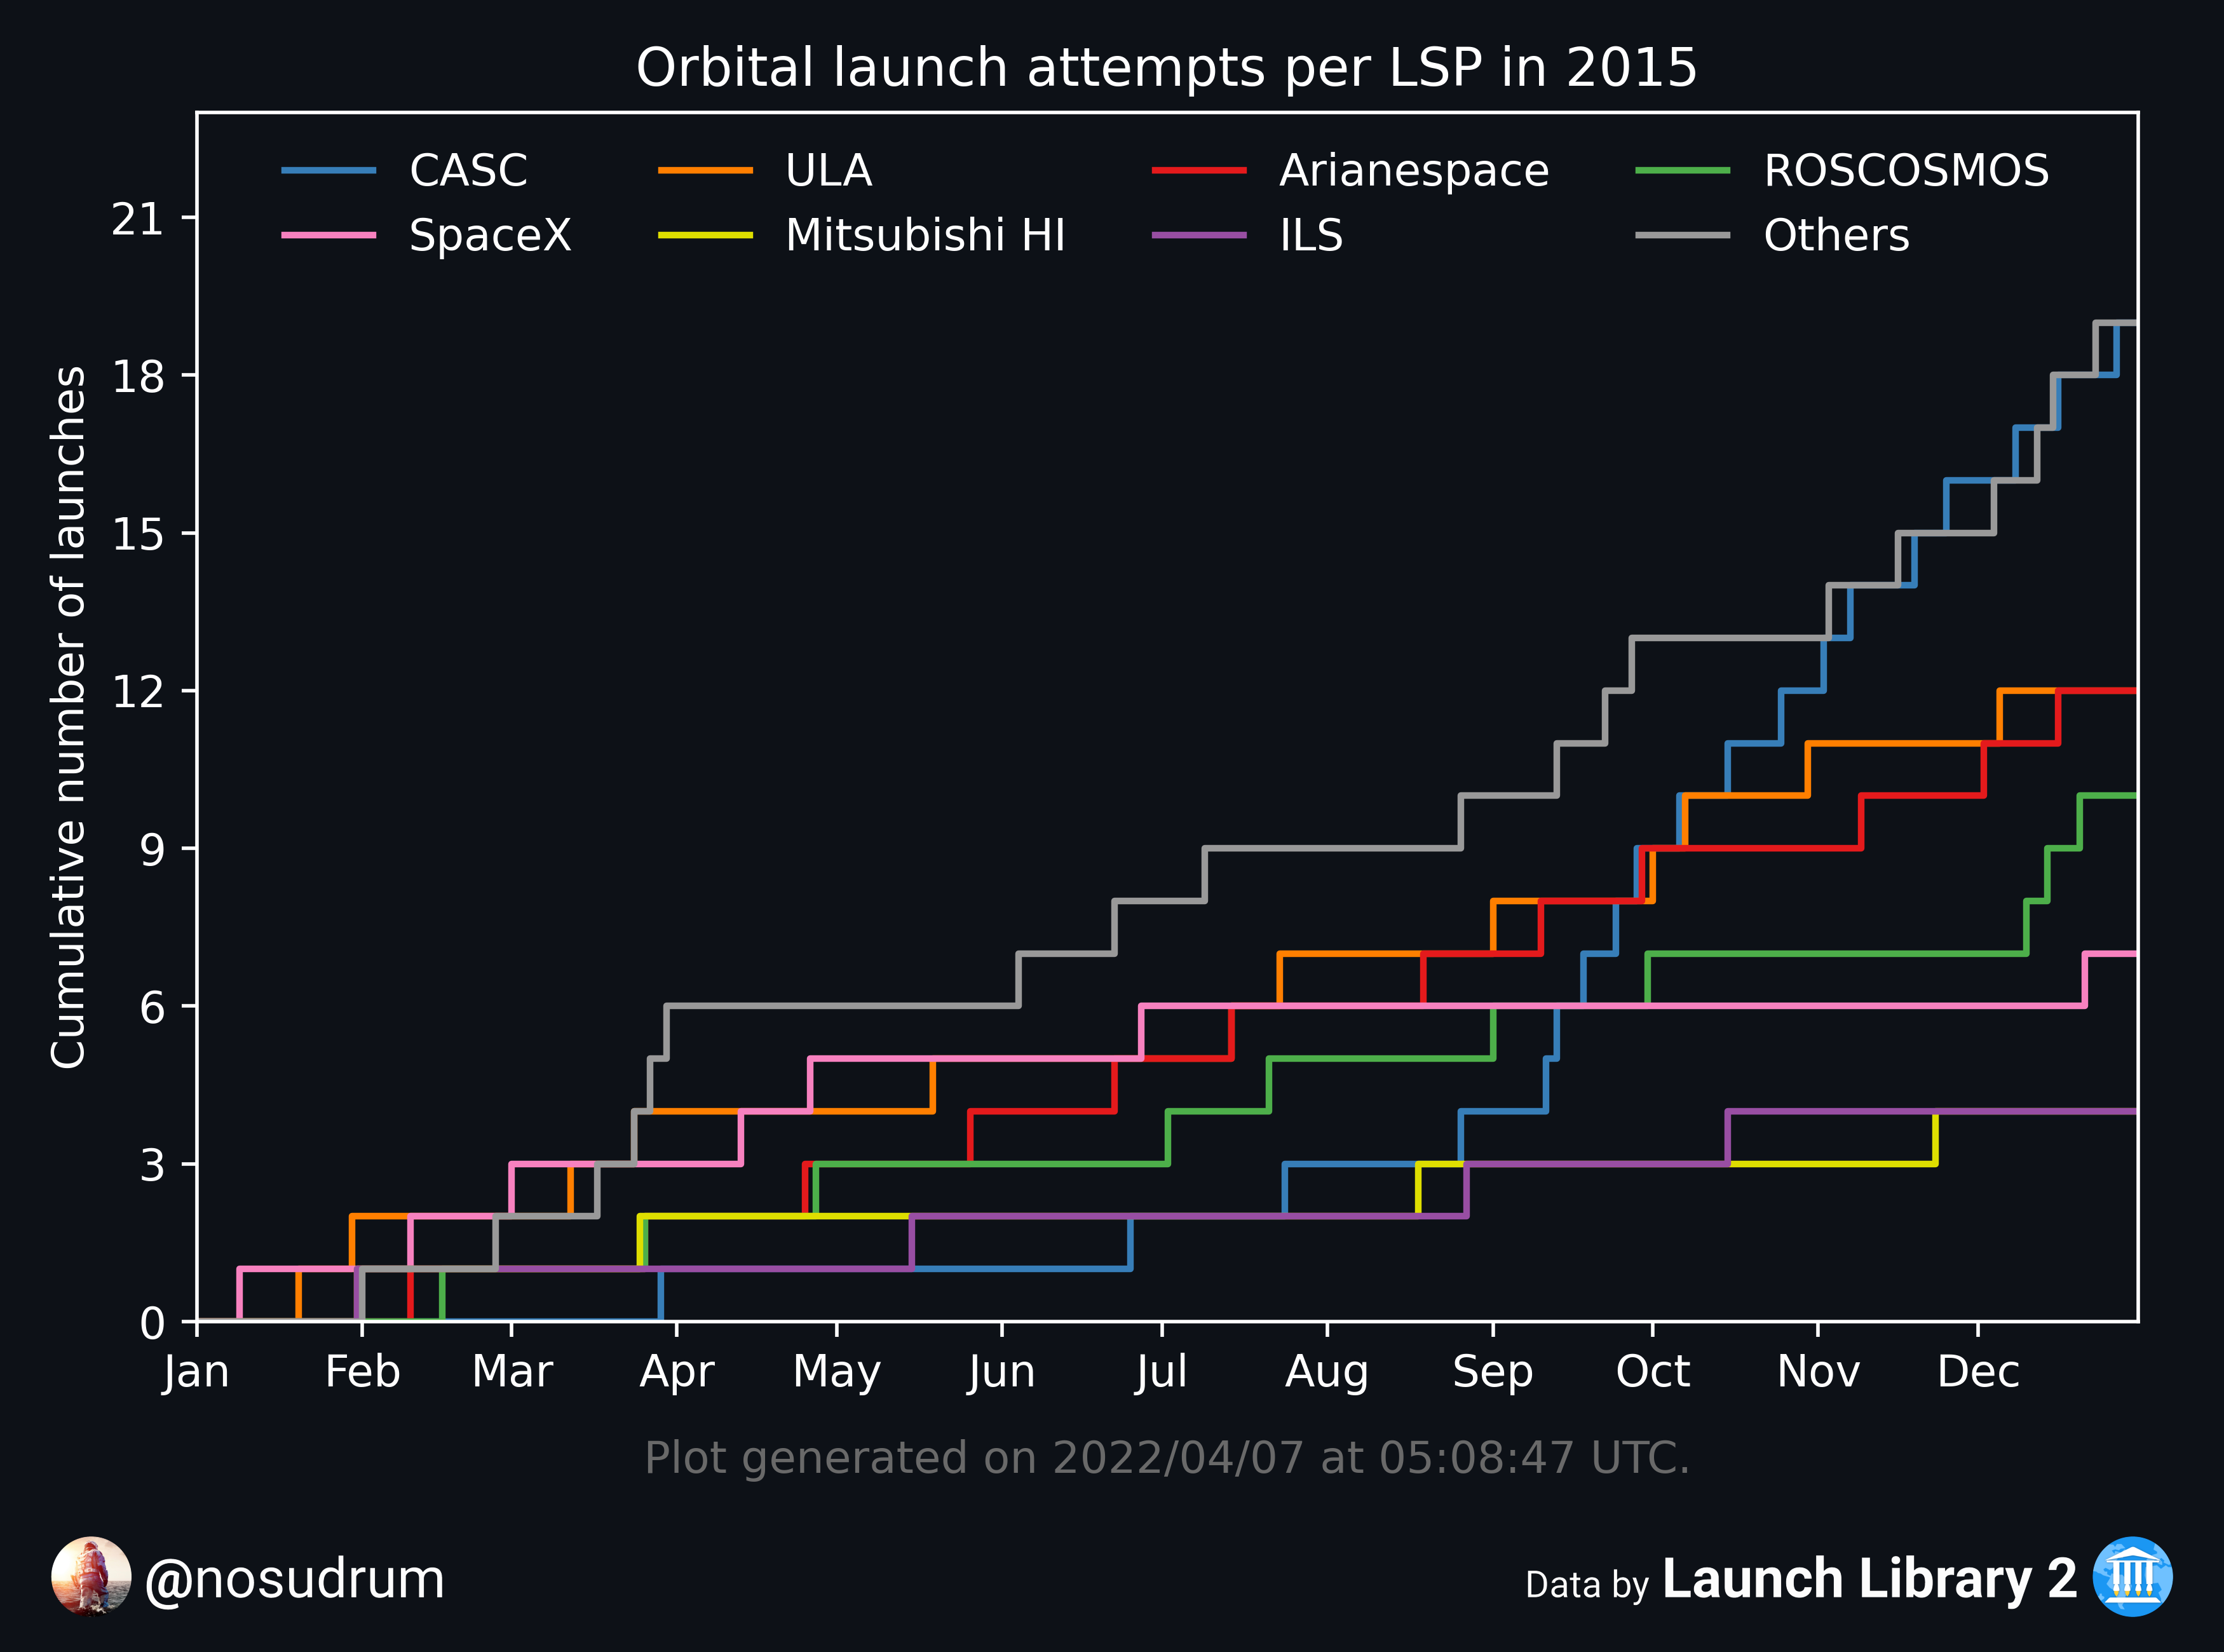 Orbital launch attempts per LSP in 2015
CASC ULA Arianespace ROSCOSMOS
SpaceX Mitsubishi HI ILS Others
Cumulative number of launches
21
18
15
12
9
6
3
0
Jan Feb Mar Apr May Jun Jul Aug Sep Oct Nov Dec
Plot generated on 2022/04/07 at 05:08:47 UTC.
@nosudrum
Data by Launch Library 2